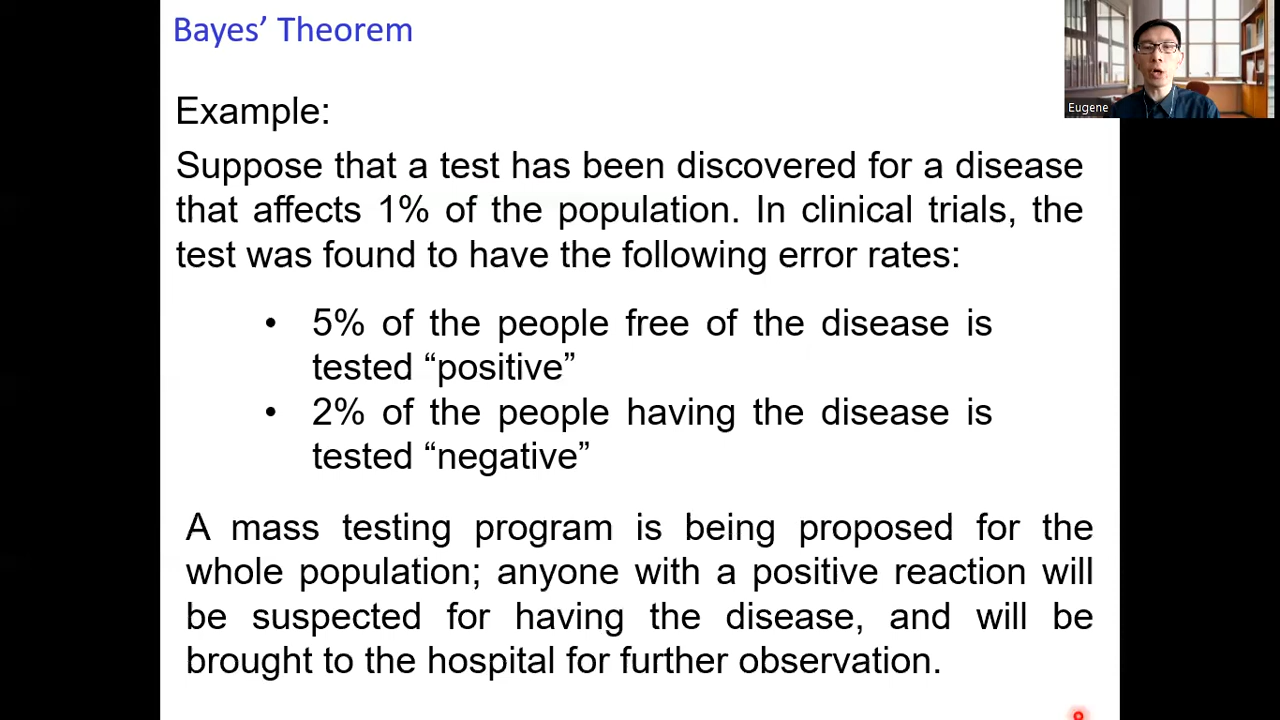 Bayes’ Theorem
Eugene
Example:
Suppose that a test has been discovered for a disease
that affects 1% of the population. In clinical trials, the
test was found to have the following error rates:
• 5% of the people free of the disease is
tested “positive”
• 2% of the people having the disease is
tested “negative”
A mass testing program is being proposed for the
whole population; anyone with a positive reaction will
be suspected for having the disease, and will be
brought to the hospital for further observation.